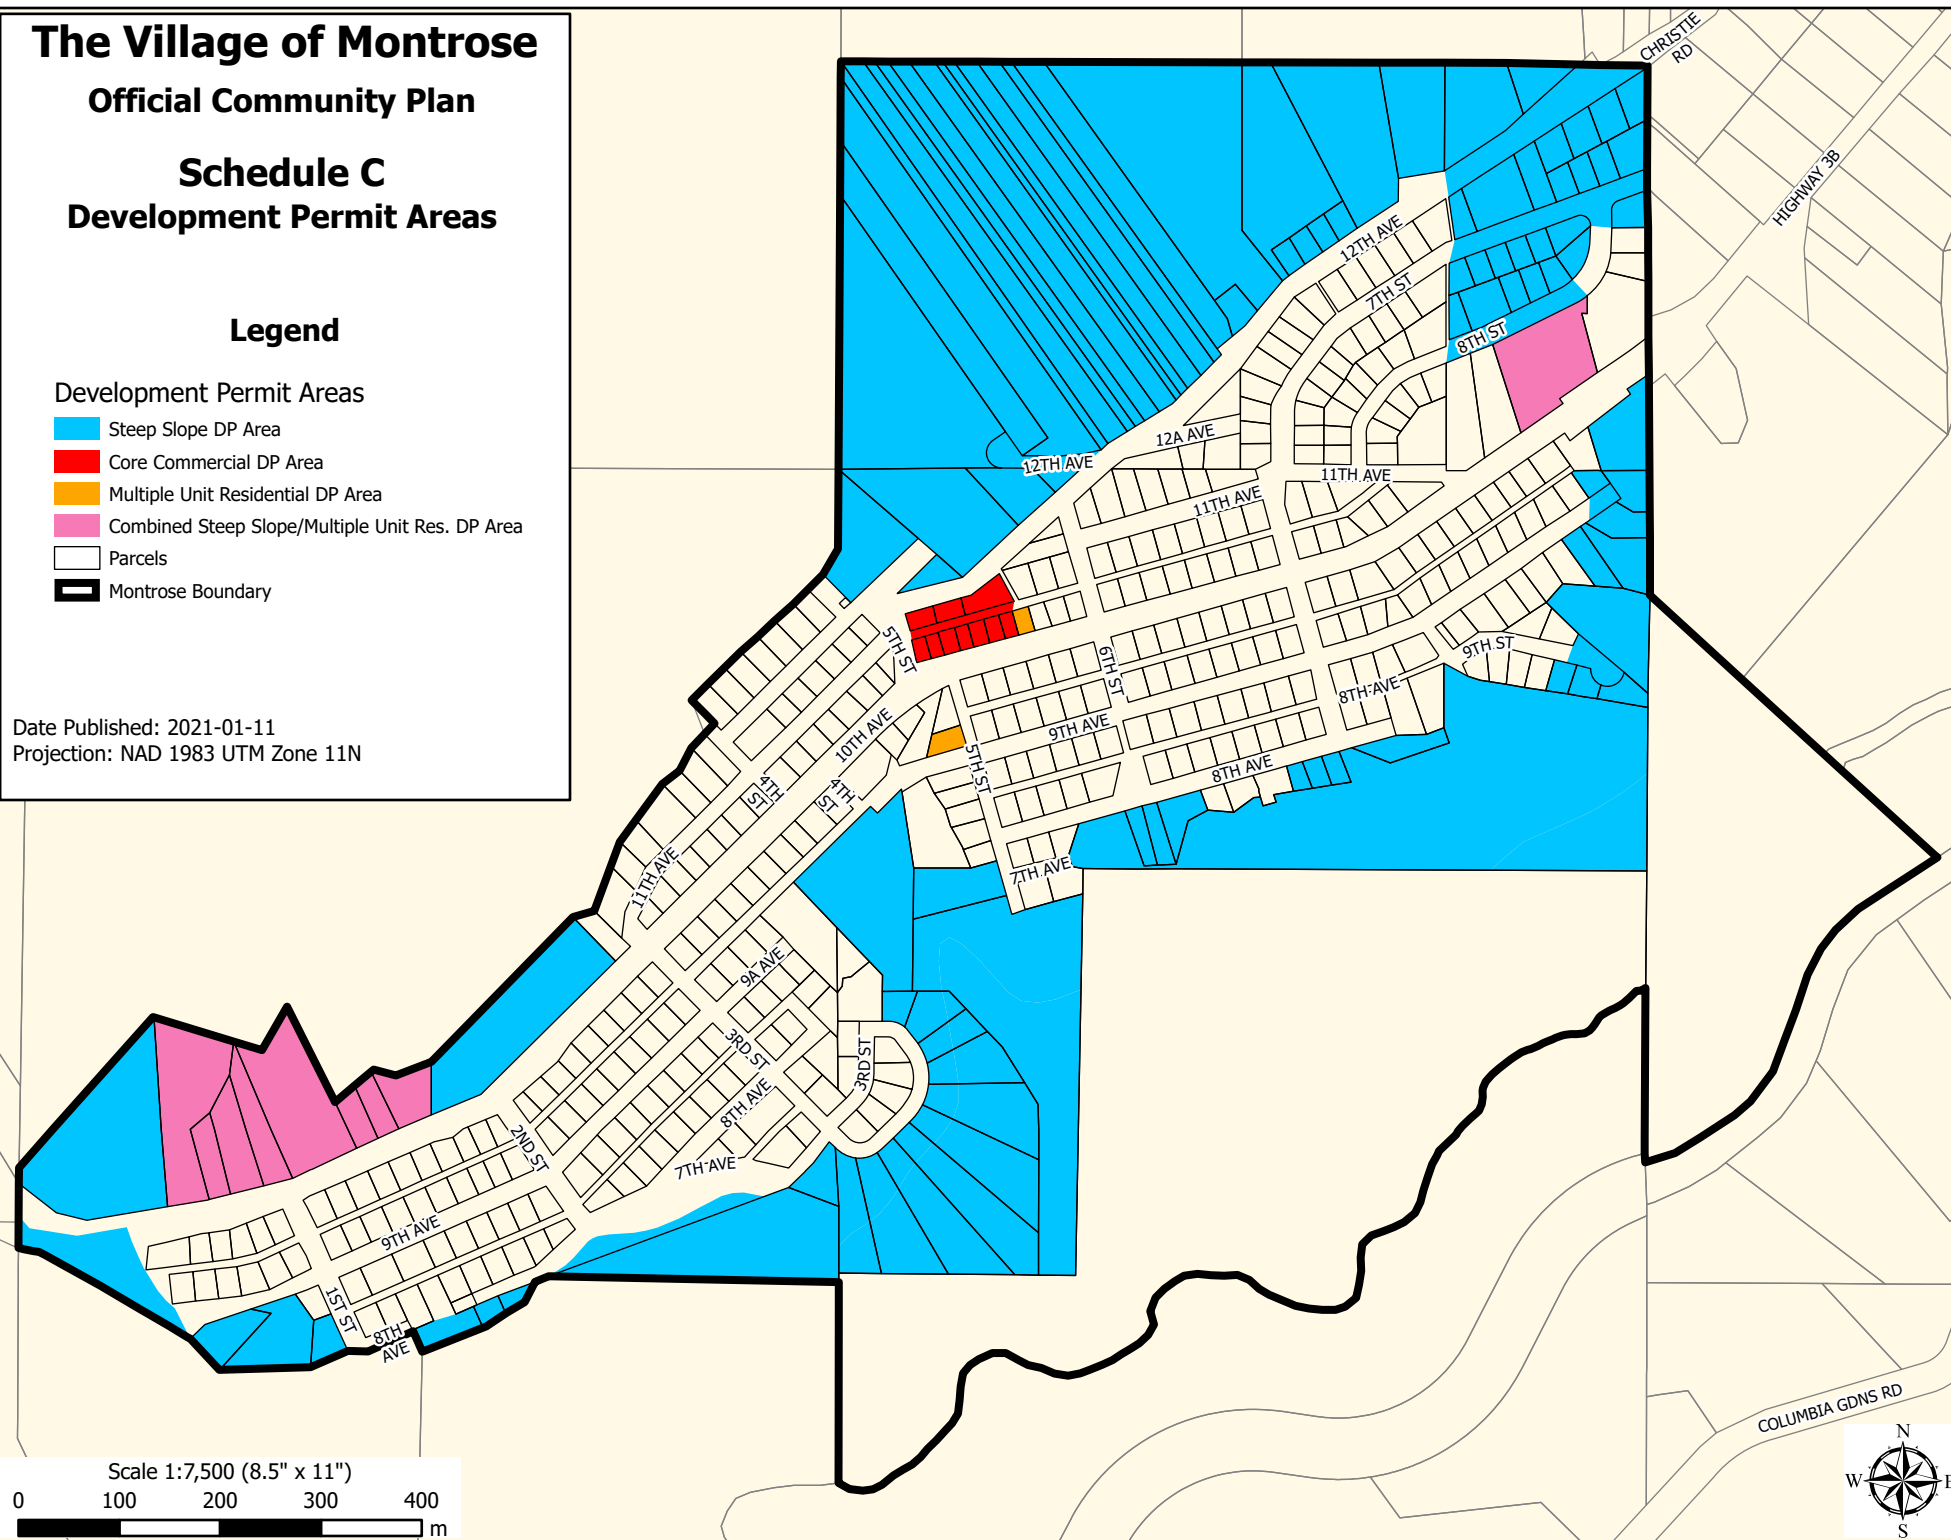 The Village of Montrose
Official Community Plan
Schedule C
Development Permit Areas
Legend
Development Permit Areas
Steep Slope DP Area
Core Commercial DP Area
Multiple Unit Residential DP Area
Combined Steep Slope/Multiple Unit Res. DP Area
Parcels
Montrose Boundary
Date Published: 2021-01-11
Projection: NAD 1983 UTM Zone 11N
CHRISTIE
RD
HIGHWAY 3B
12TH AVE
7TH ST
8TH ST
12A AVE
12TH AVE
11TH AVE
11TH AVE
5TH ST
6TH ST
9TH ST
8TH AVE
10TH AVE
9TH AVE
5TH ST
8TH AVE
4TH
ST
4TH
ST
11TH AVE
7TH AVE
9A AVE
3RD ST
3RD ST
8TH AVE
2ND ST
7TH AVE
9TH AVE
1ST ST
8TH
AVE
COLUMBIA GDNS RD
Scale 1:7,500 (8.5" x 11")
0 100 200 300 400
m
N
W E
S